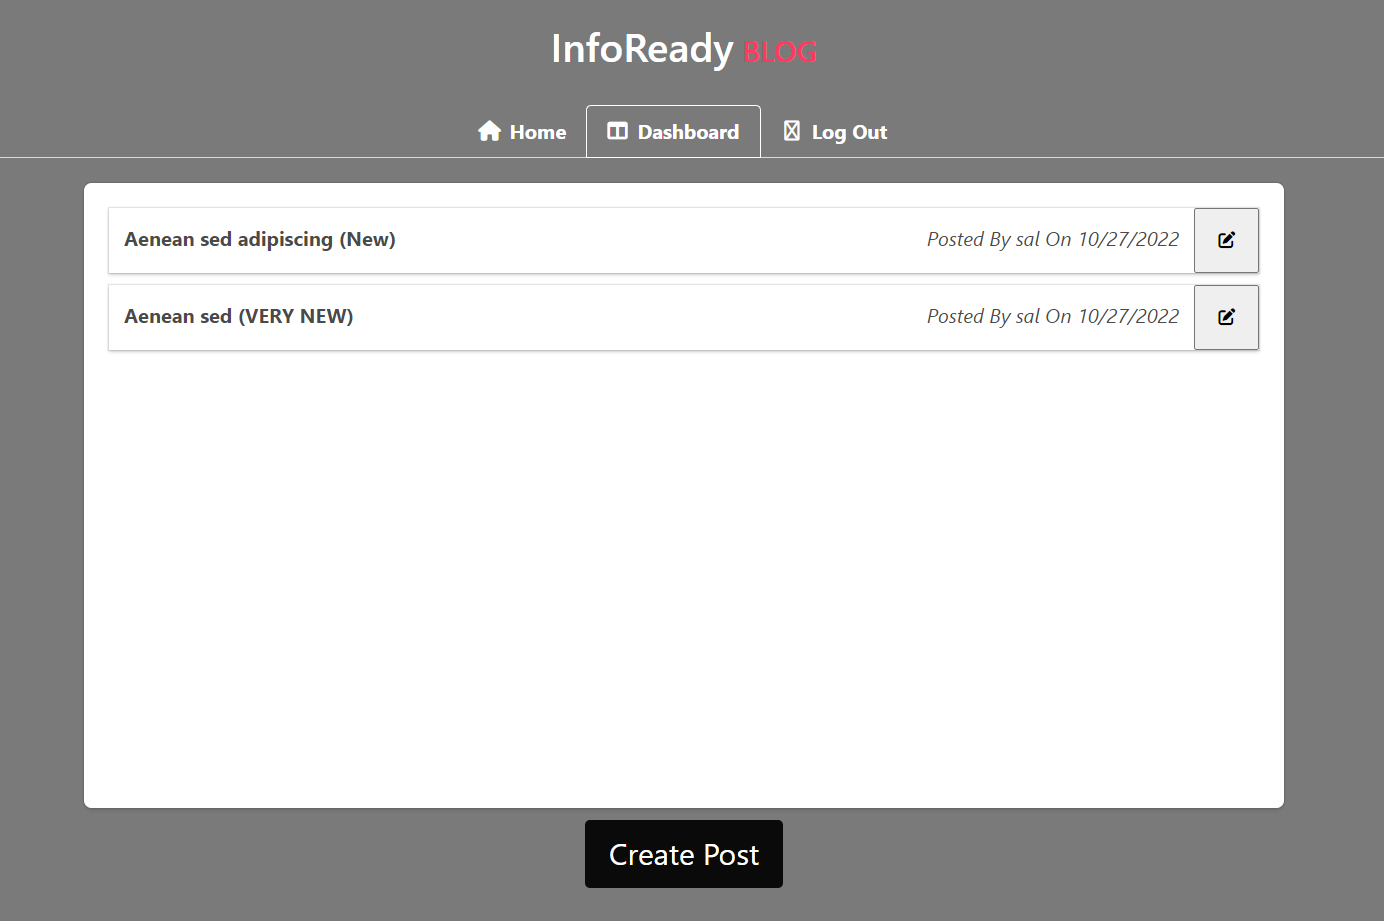 InfoReady BLOG
Home Dashboard Log Out
Aenean sed adipiscing (New) Posted By sal On 10/27/2022
Aenean sed (VERY NEW) Posted By sal On 10/27/2022
Create Post